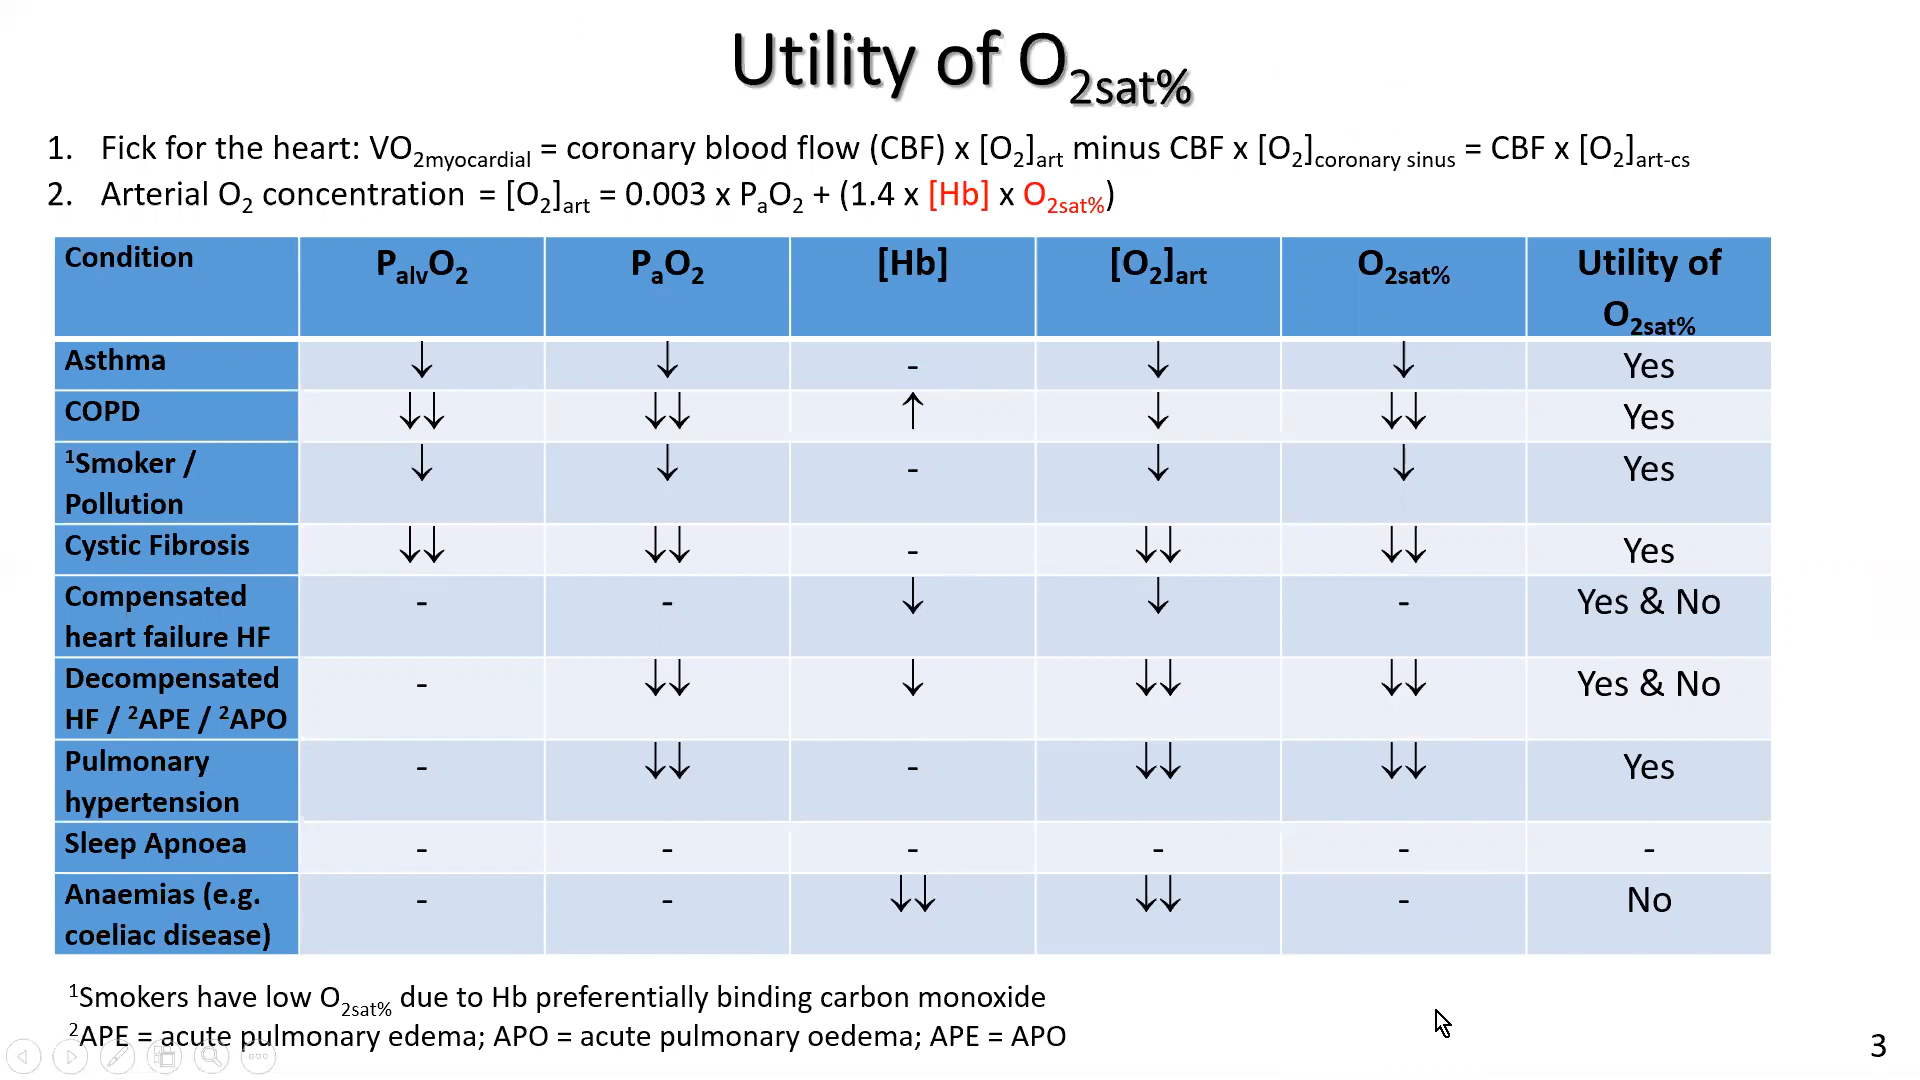 Utility of O2sat%
1. Fick for the heart: VO2myocardial = coronary blood flow (CBF) x [O2]art minus CBF x [O2]coronary sinus = CBF x [O2]art-cs
2. Arterial O2 concentration = [O2]art = 0.003 x PaO2 + (1.4 x [Hb] x O2sat%)
Condition PalvO2 PaO2 [Hb] [O2]art O2sat% Utility of
O2sat%
Asthma ↓ ↓ - ↓ ↓ Yes
COPD ↓↓ ↓↓ ↑ ↓ ↓↓ Yes
1Smoker / ↓ ↓ - ↓ ↓ Yes
Pollution
Cystic Fibrosis ↓↓ ↓↓ - ↓↓ ↓↓ Yes
Compensated - - ↓ ↓ - Yes & No
heart failure HF
Decompensated - ↓↓ ↓ ↓↓ ↓↓ Yes & No
HF / 2APE / 2APO
Pulmonary - ↓↓ - ↓↓ ↓↓ Yes
hypertension
Sleep Apnoea - - - - - -
Anaemias (e.g. - - ↓↓ ↓↓ - No
coeliac disease)
1Smokers have low O2sat% due to Hb preferentially binding carbon monoxide
2APE = acute pulmonary edema; APO = acute pulmonary oedema; APE = APO
3